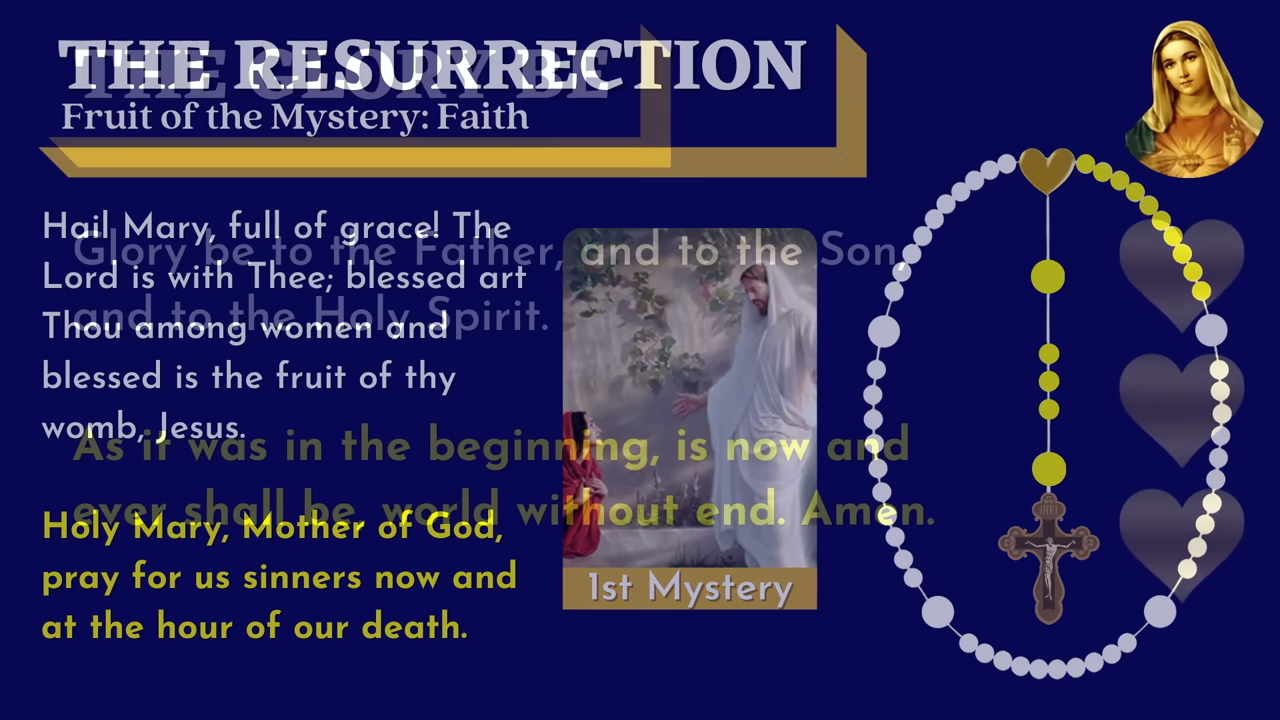 THE RESURRECTION
THE GLORY BE
Fruit of the Mystery: Faith
Hail Mary, full of grace! The
Lord is with Thee; blessed art
Thou among women and
blessed is the fruit of thy
womb, Jesus.
Holy Mary, Mother of God,
pray for us sinners now and
at the hour of our death.
Glory be to the Father, and to the Son,
and to the Holy Spirit.
As it was in the beginning, is now and
ever shall be, world without end. Amen.
1st Mystery
INRI